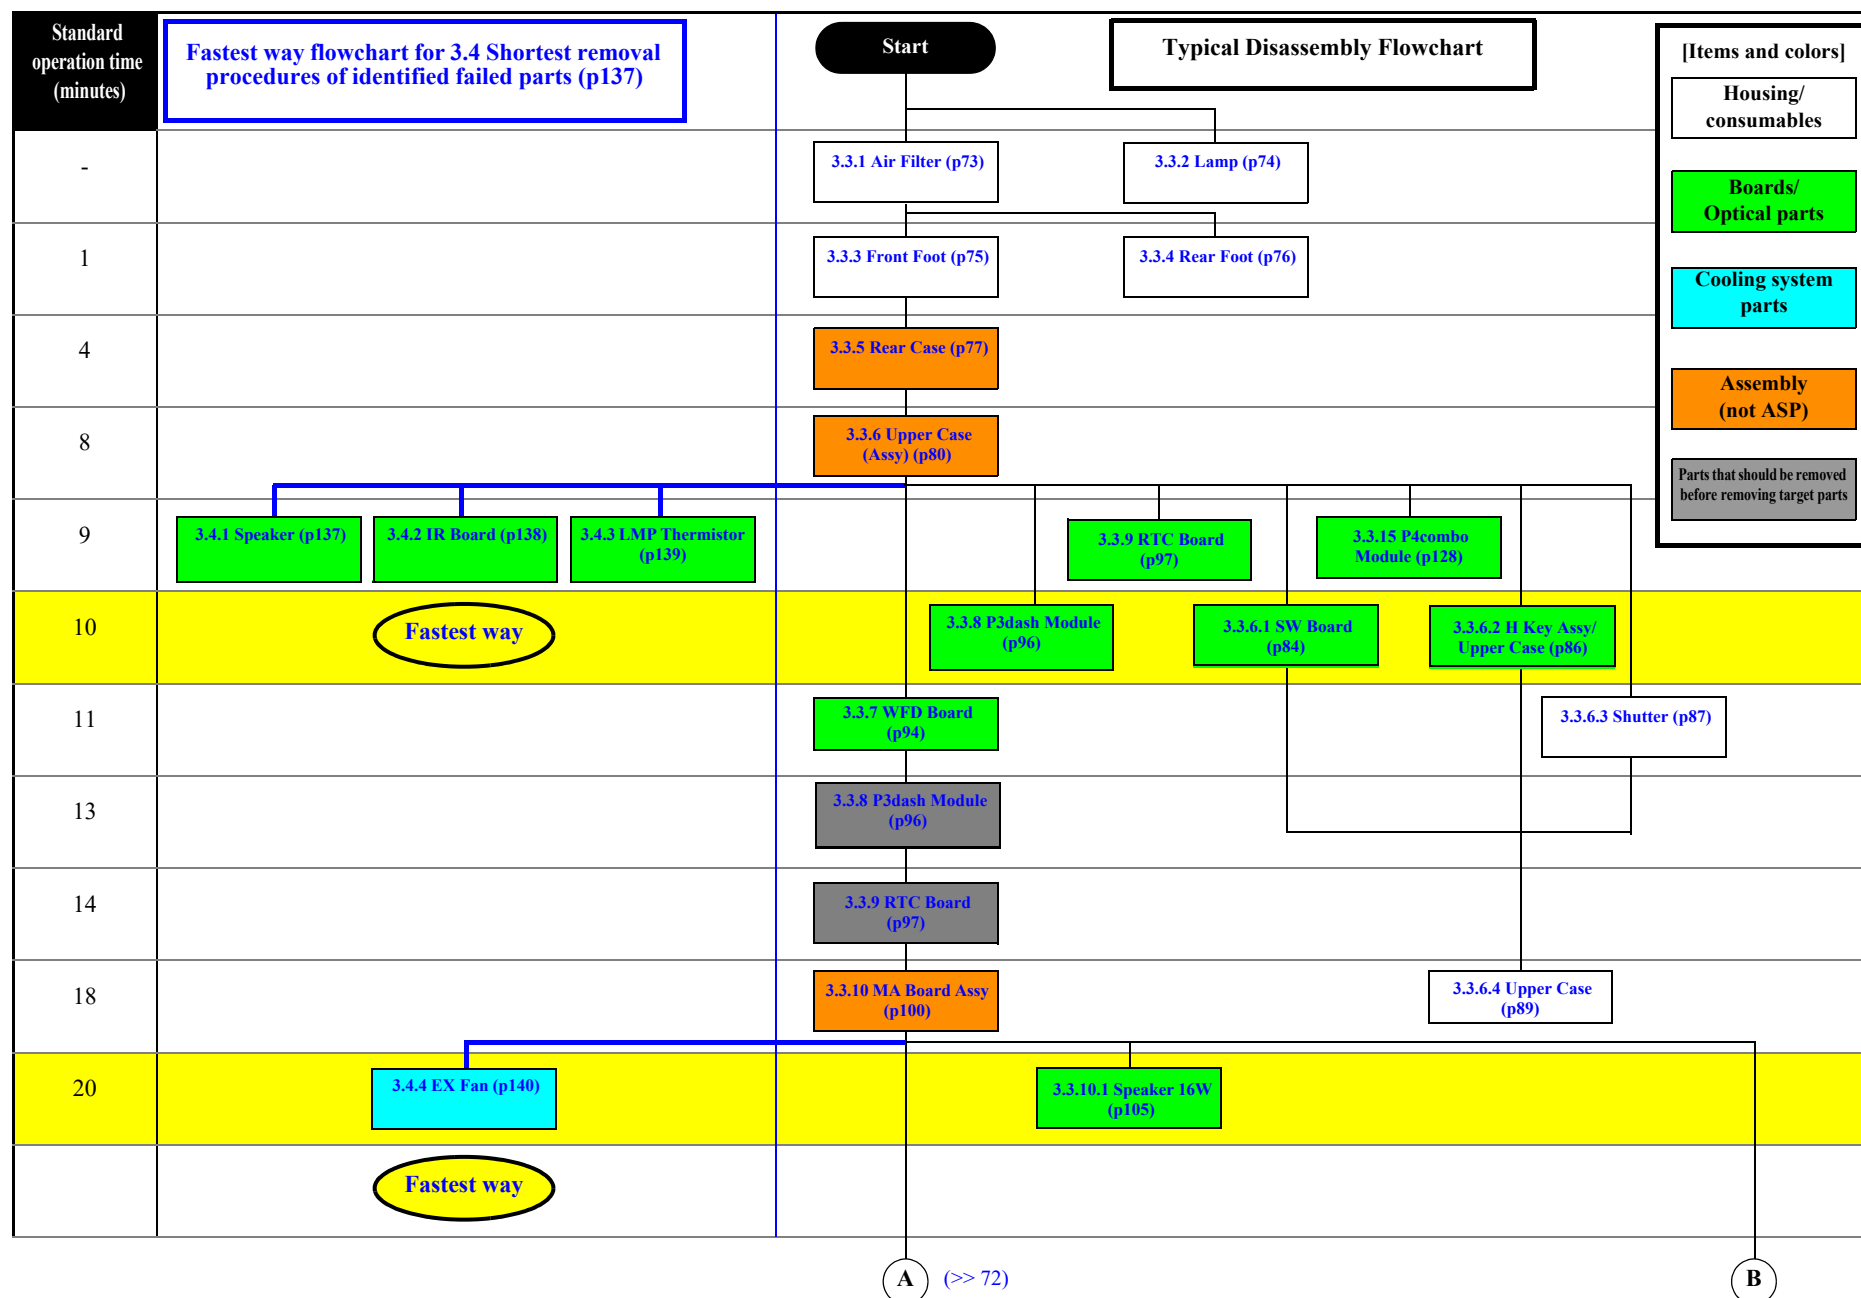 Standard
operation time
(minutes)
Fastest way flowchart for 3.4 Shortest removal
procedures of identified failed parts (p137)
Start
Typical Disassembly Flowchart
[Items and colors]
Housing/
consumables
Boards/
Optical parts
Cooling system
parts
Assembly
(not ASP)
Parts that should be removed
before removing target parts
-
3.3.1 Air Filter (p73)
3.3.2 Lamp (p74)
1
3.3.3 Front Foot (p75)
3.3.4 Rear Foot (p76)
4
3.3.5 Rear Case (p77)
8
3.3.6 Upper Case
(Assy) (p80)
9
3.4.1 Speaker (p137)
3.4.2 IR Board (p138)
3.4.3 LMP Thermistor
(p139)
3.3.9 RTC Board
(p97)
3.3.15 P4combo
Module (p128)
10
Fastest way
3.3.8 P3dash Module
(p96)
3.3.6.1 SW Board
(p84)
3.3.6.2 H Key Assy/
Upper Case (p86)
11
3.3.7 WFD Board
(p94)
3.3.6.3 Shutter (p87)
13
3.3.8 P3dash Module
(p96)
14
3.3.9 RTC Board
(p97)
18
3.3.10 MA Board Assy
(p100)
3.3.6.4 Upper Case
(p89)
20
3.4.4 EX Fan (p140)
3.3.10.1 Speaker 16W
(p105)
Fastest way
A
(>> 72)
B